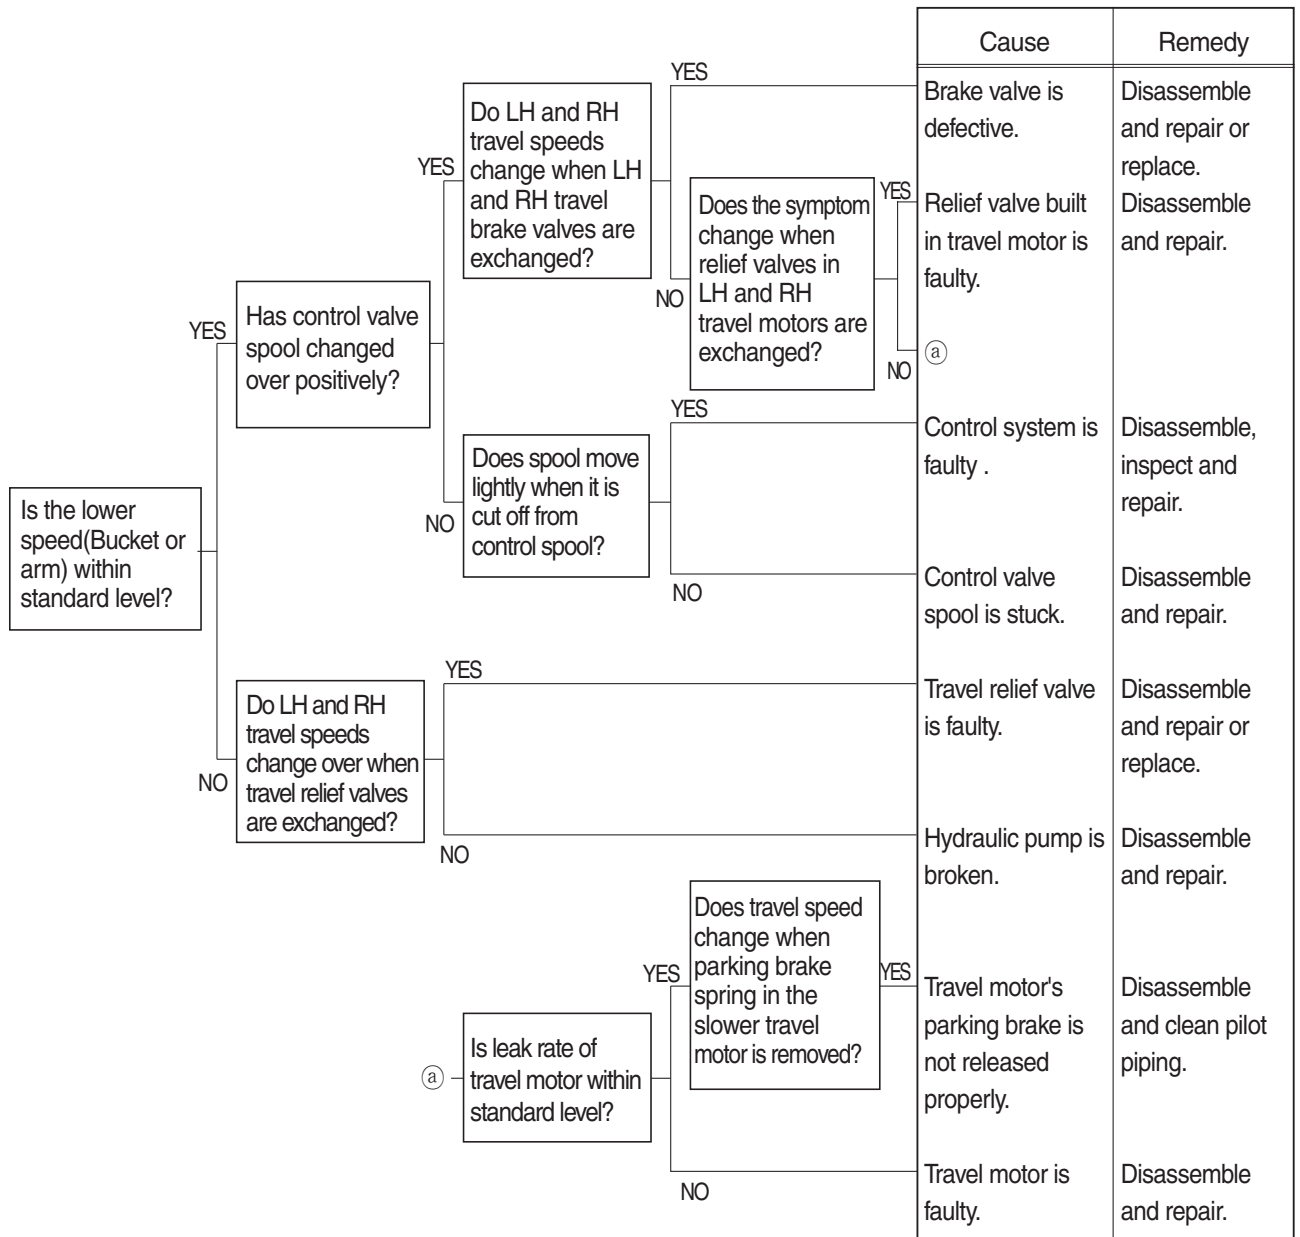 Cause
Remedy
YES
Do LH and RH
travel speeds
change when LH
and RH travel
brake valves are
exchanged?
YES
Brake valve is
defective.
Disassemble
and repair or
replace.
NO
Does the symptom
change when
relief valves in
LH and RH
travel motors are
exchanged?
YES
Relief valve built
in travel motor is
faulty.
Disassemble
and repair.
NO
ⓐ
YES
Has control valve
spool changed
over positively?
NO
Does spool move
lightly when it is
cut off from
control spool?
YES
Control system is
faulty .
Disassemble,
inspect and
repair.
NO
Control valve
spool is stuck.
Disassemble
and repair.
Is the lower
speed(Bucket or
arm) within
standard level?
NO
Do LH and RH
travel speeds
change over when
travel relief valves
are exchanged?
YES
Travel relief valve
is faulty.
Disassemble
and repair or
replace.
NO
Hydraulic pump is
broken.
Disassemble
and repair.
ⓐ
Is leak rate of
travel motor within
standard level?
YES
Does travel speed
change when
parking brake
spring in the
slower travel
motor is removed?
YES
Travel motor's
parking brake is
not released
properly.
Disassemble
and clean pilot
piping.
NO
Travel motor is
faulty.
Disassemble
and repair.